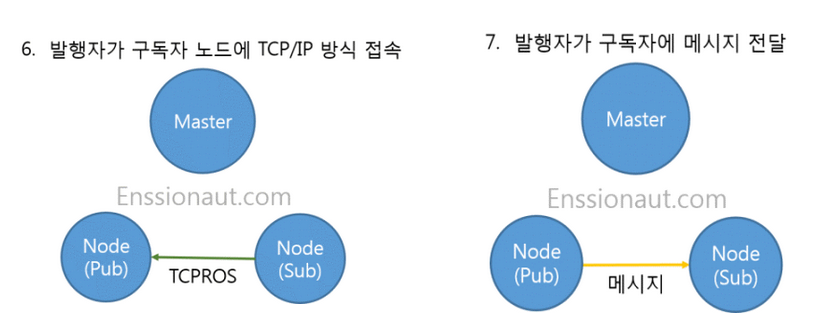 6. 발행자가 구독자 노드에 TCP/IP 방식 접속
Master
Enssionaut.com
Node
(Pub)
TCPROS
Node
(Sub)
7. 발행자가 구독자에 메시지 전달
Master
Enssionaut.com
Node
(Pub)
메시지
Node
(Sub)